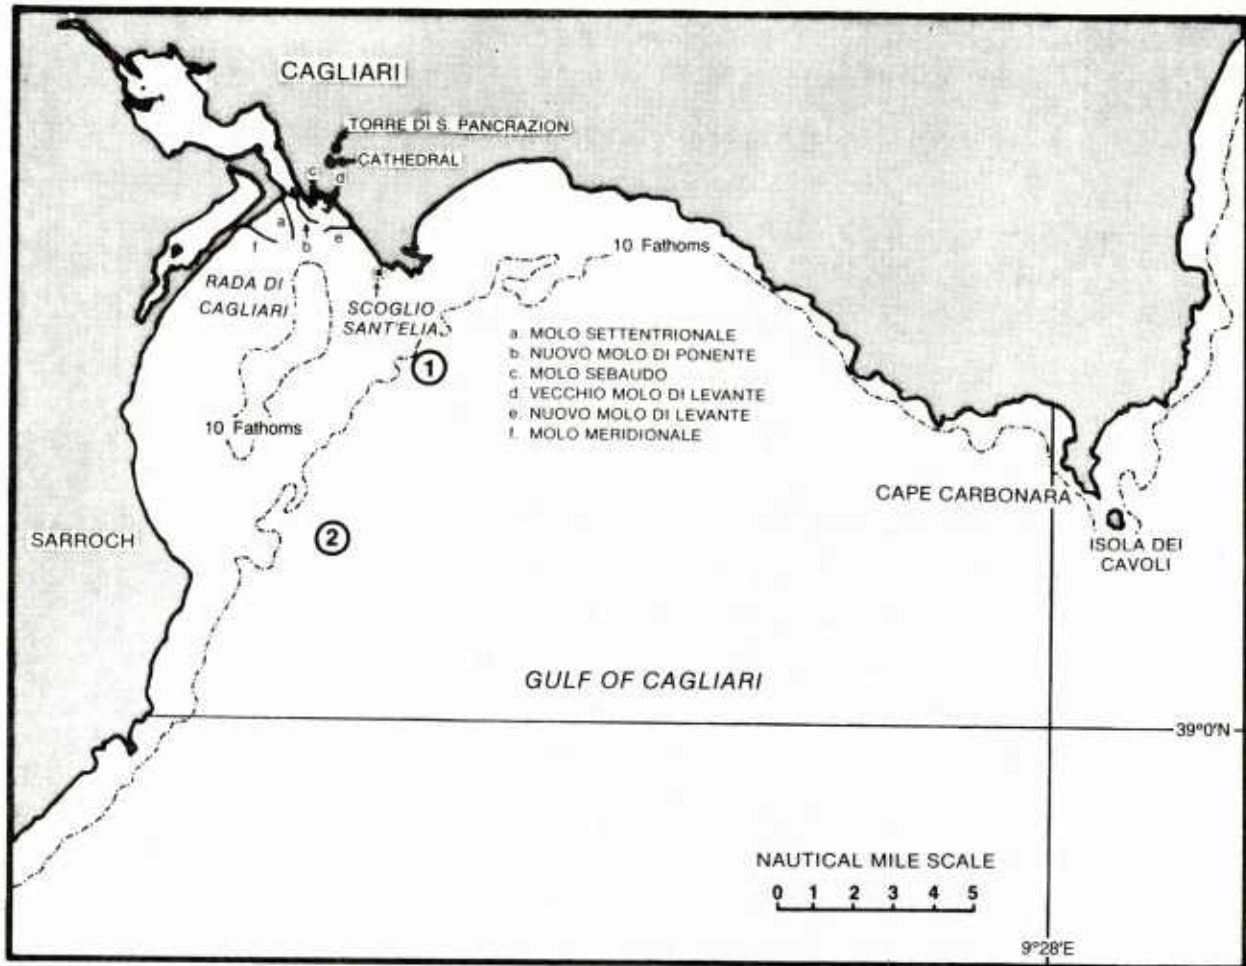 CAGLIARI
TORRE DI S. PANCRAZION
CATHEDRAL
c
d
a
b
e
f
10 Fathoms
RADA DI
CAGLIARI
SCOGLIO
SANT'ELIA
1
a. MOLO SETTENTRIONALE
b. NUOVO MOLO DI PONENTE
c. MOLO SEBAUDO
d. VECCHIO MOLO DI LEVANTE
e. NUOVO MOLO DI LEVANTE
f. MOLO MERIDIONALE
10 Fathoms
CAPE CARBONARA
SARROCH
2
ISOLA DEI
CAVOLI
GULF OF CAGLIARI
39°0'N
NAUTICAL MILE SCALE
0 1 2 3 4 5
9°28'E